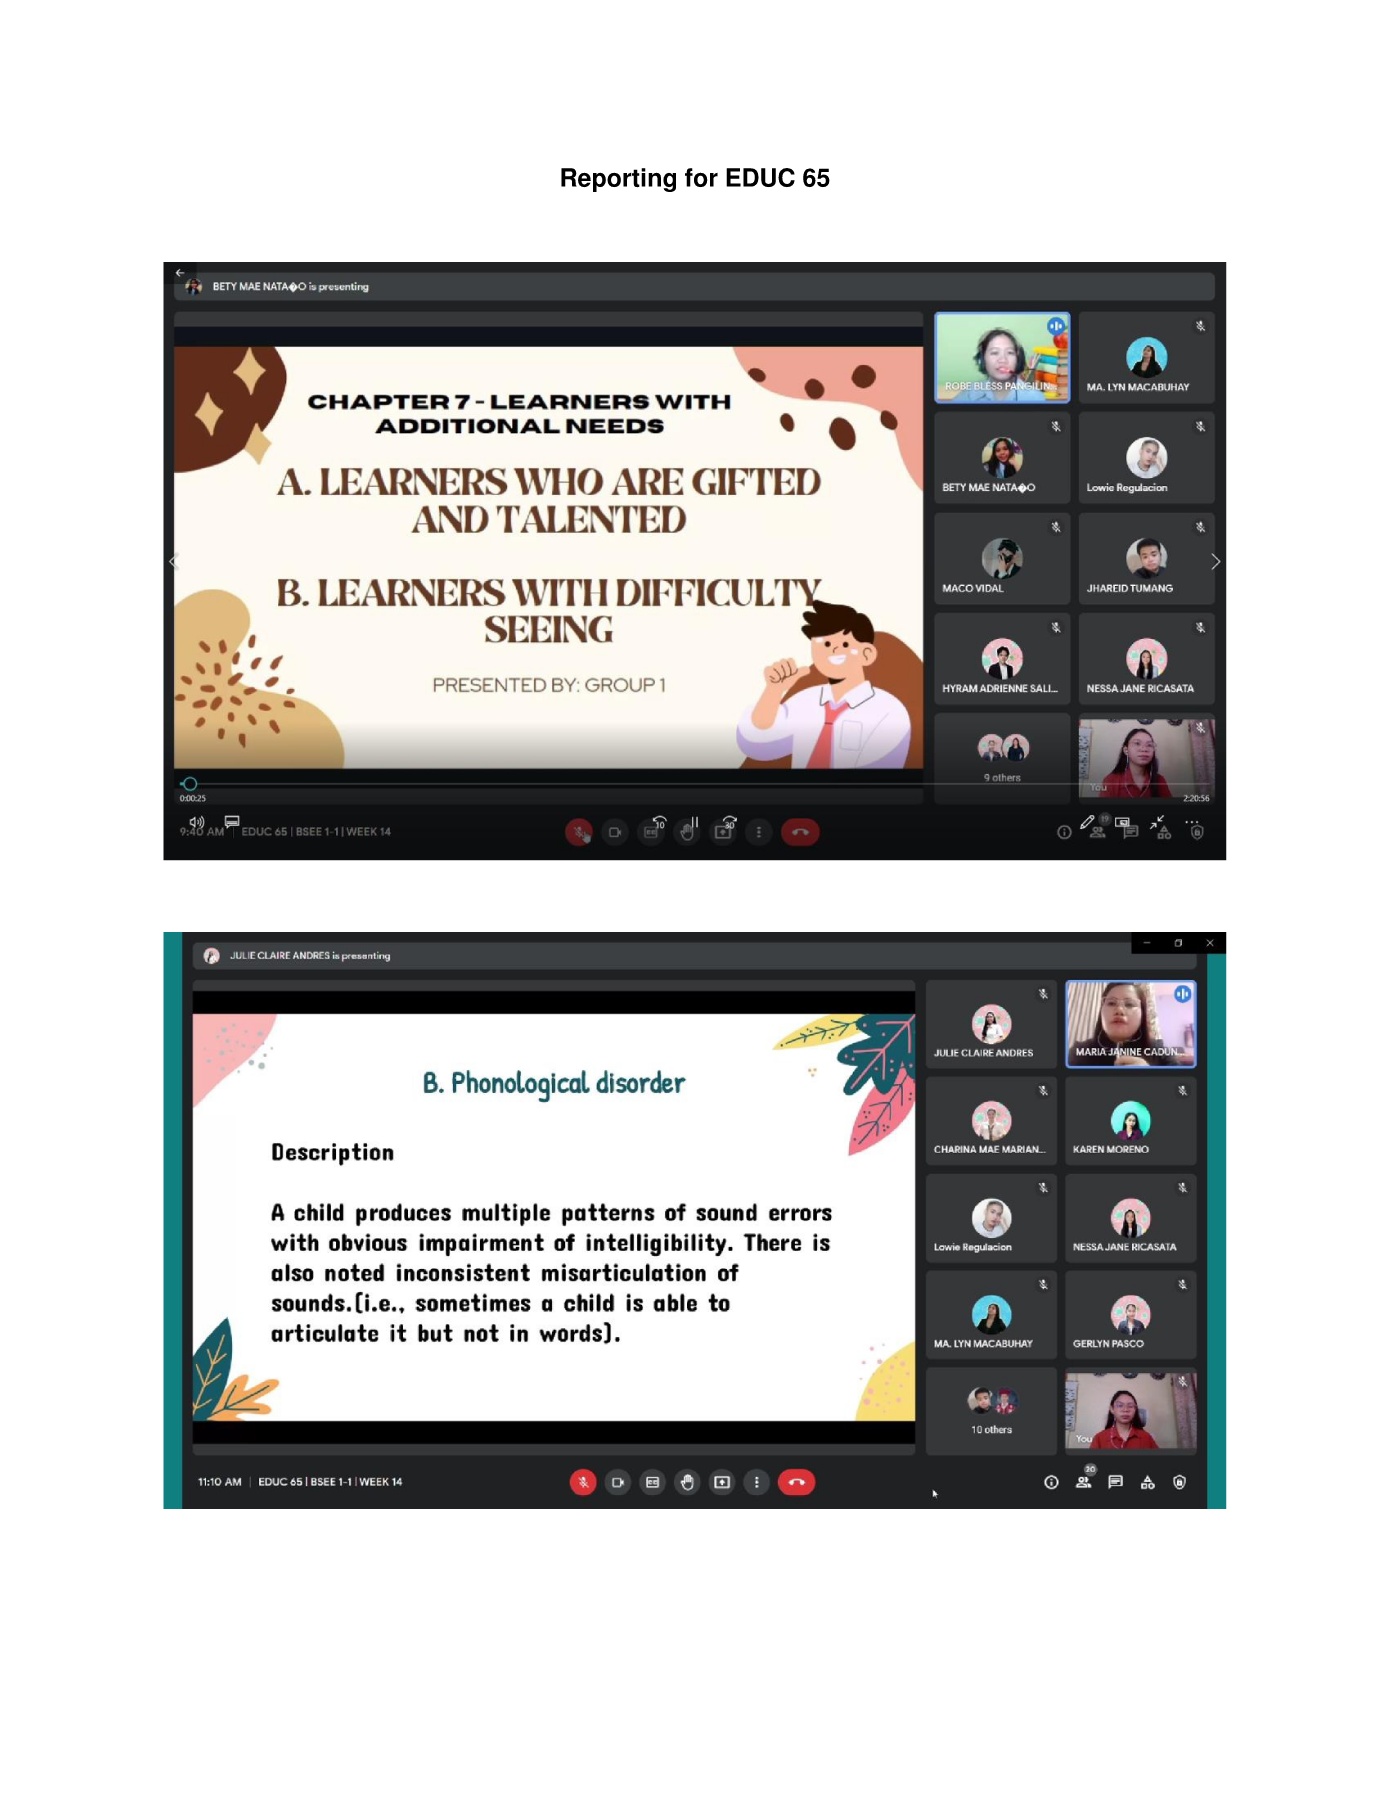 Reporting for EDUC 65
BETY MAE NATA�O is presenting
CHAPTER 7 - LEARNERS WITH
ADDITIONAL NEEDS
A. LEARNERS WHO ARE GIFTED
AND TALENTED
B. LEARNERS WITH DIFFICULTY
SEEING
PRESENTED BY: GROUP 1
ROBE BLESS PANGILIN...
MA. LYN MACABUHAY
BETY MAE NATA�O
Lowie Regulacion
MACO VIDAL
JHAREID TUMANG
HYRAM ADRIENNE SALI...
NESSA JANE RICASATA
9 others
You
0:00:25
2:20:56
10
30
19
9:40 AM | EDUC 65 | BSEE 1-1 | WEEK 14
JULIE CLAIRE ANDRES is presenting
B. Phonological disorder
Description
A child produces multiple patterns of sound errors
with obvious impairment of intelligibility. There is
also noted inconsistent misarticulation of
sounds.(i.e., sometimes a child is able to
articulate it but not in words).
JULIE CLAIRE ANDRES
MARIA JANINE CADUN...
CHARINA MAE MARIAN...
KAREN MORENO
Lowie Regulacion
NESSA JANE RICASATA
MA. LYN MACABUHAY
GERLYN PASCO
10 others
You
11:10 AM | EDUC 65 | BSEE 1-1 | WEEK 14
20